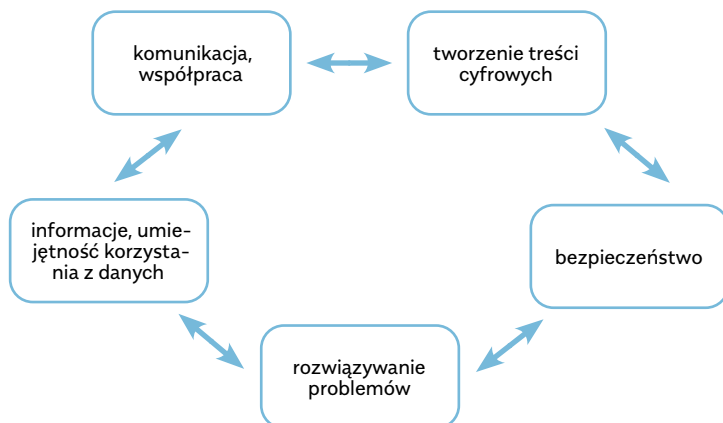 komunikacja,
współpraca
tworzenie treści
cyfrowych
informacje, umie-
jętność korzysta-
nia z danych
bezpieczeństwo
rozwiązywanie
problemów